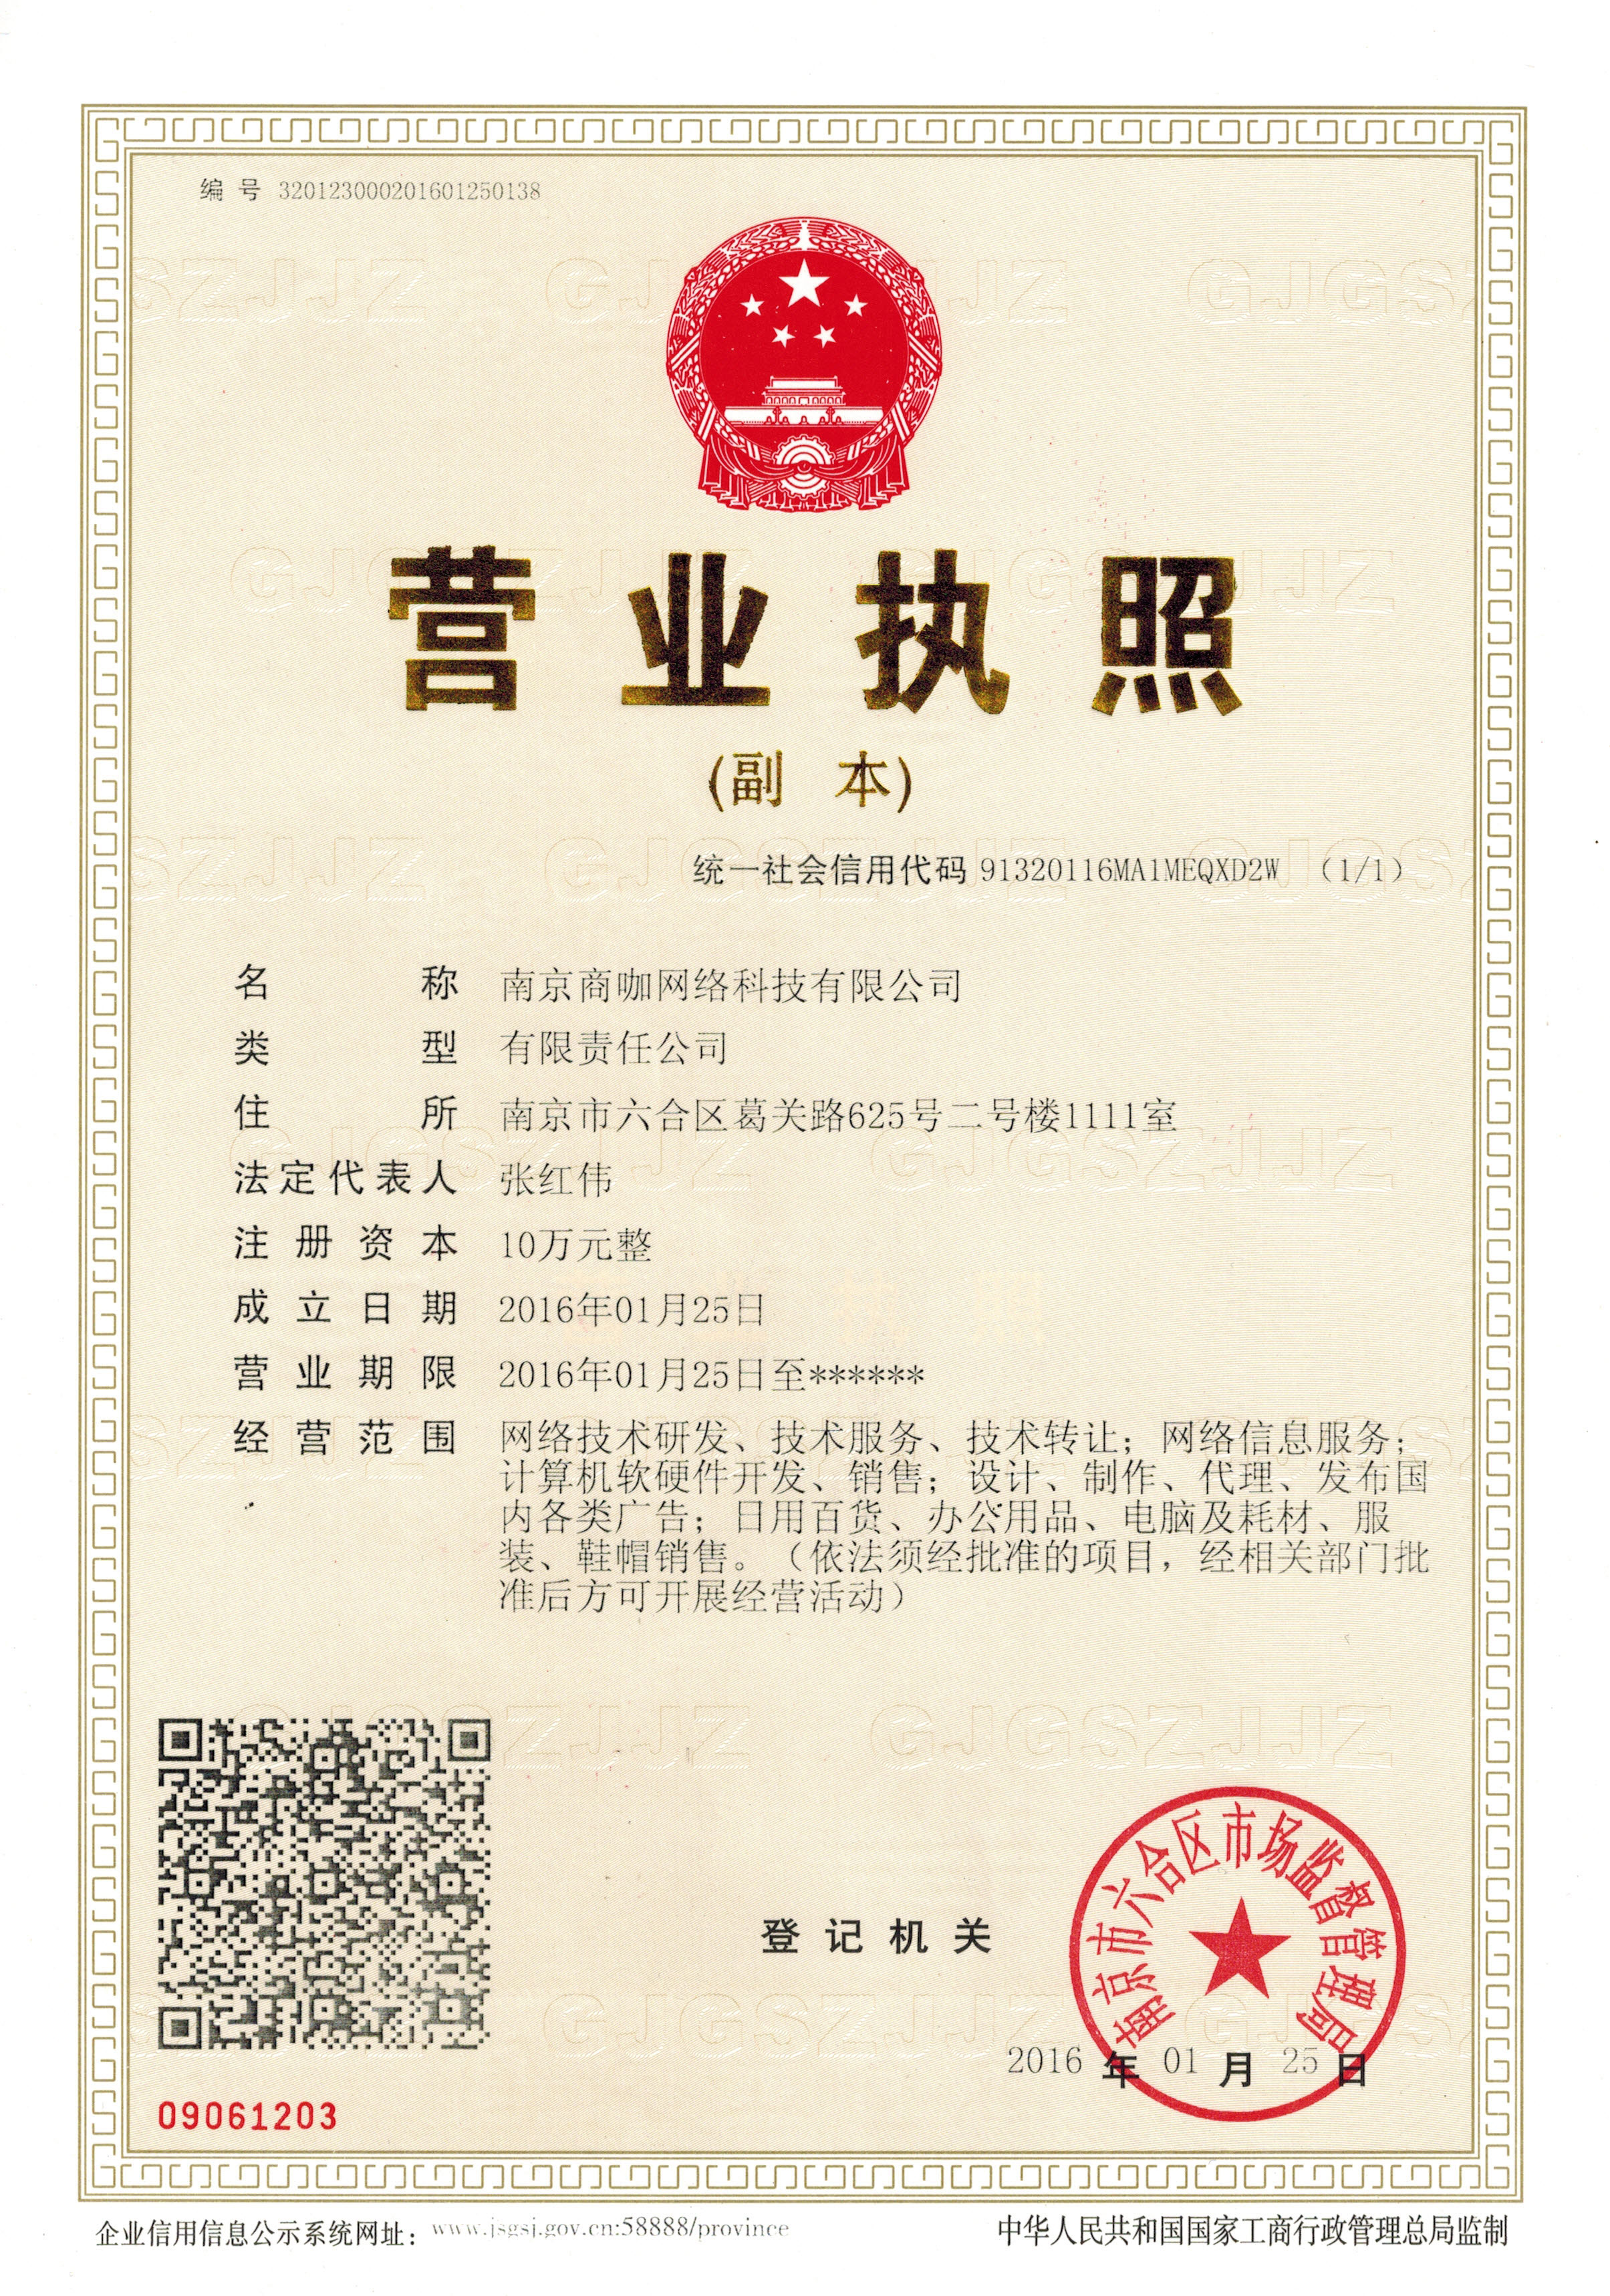 编号 320123000201601250138
营业执照
(副 本)
统一社会信用代码 91320116MA1MEQXD2W (1/1)
名称 南京商咖网络科技有限公司
类型 有限责任公司
住所 南京市六合区葛关路625号二号楼1111室
法定代表人 张红伟
注册资本 10万元整
成立日期 2016年01月25日
营业期限 2016年01月25日至******
经营范围 网络技术研发、技术服务、技术转让；网络信息服务；
计算机软硬件开发、销售；设计、制作、代理、发布国
内各类广告；日用百货、办公用品、电脑及耗材、服
装、鞋帽销售。（依法须经批准的项目，经相关部门批
准后方可开展经营活动）
登记机关
南京市六合区市场监督管理局
2016 年 01 月 25 日
09061203
企业信用信息公示系统网址： www.jsgsj.gov.cn:58888/province
中华人民共和国国家工商行政管理总局监制